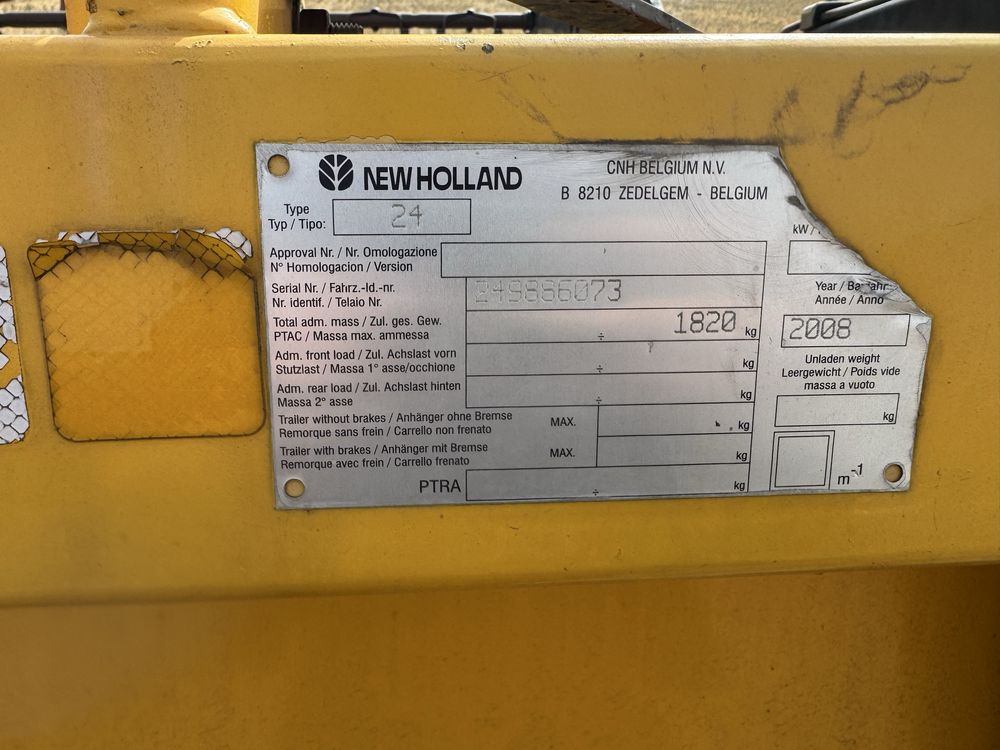 NEW HOLLAND
CNH BELGIUM N.V.
B 8210 ZEDELGEM - BELGIUM
Type
Typ / Tipo:
24
kW /
Approval Nr. / Nr. Omologazione
N° Homologacion / Version
Serial Nr. / Fahrz.-Id.-nr.
Nr. identif. / Telaio Nr.
Year /
Année / Anno
Total adm. mass / Zul. ges. Gew.
PTAC / Massa max. ammessa
÷ 1820 kg
2008
Adm. front load / Zul. Achslast vorn
Stutzlast / Massa 1° asse/occhione
÷ kg
Unladen weight
Leergewicht / Poids vide
massa a vuoto
kg
Adm. rear load / Zul. Achslast hinten
Massa 2° asse
÷ kg
Trailer without brakes / Anhänger ohne Bremse
Remorque sans frein / Carrello non frenato
MAX.
kg
Trailer with brakes / Anhänger mit Bremse
Remorque avec frein / Carrello frenato
MAX.
kg
PTRA
÷ kg
m-1